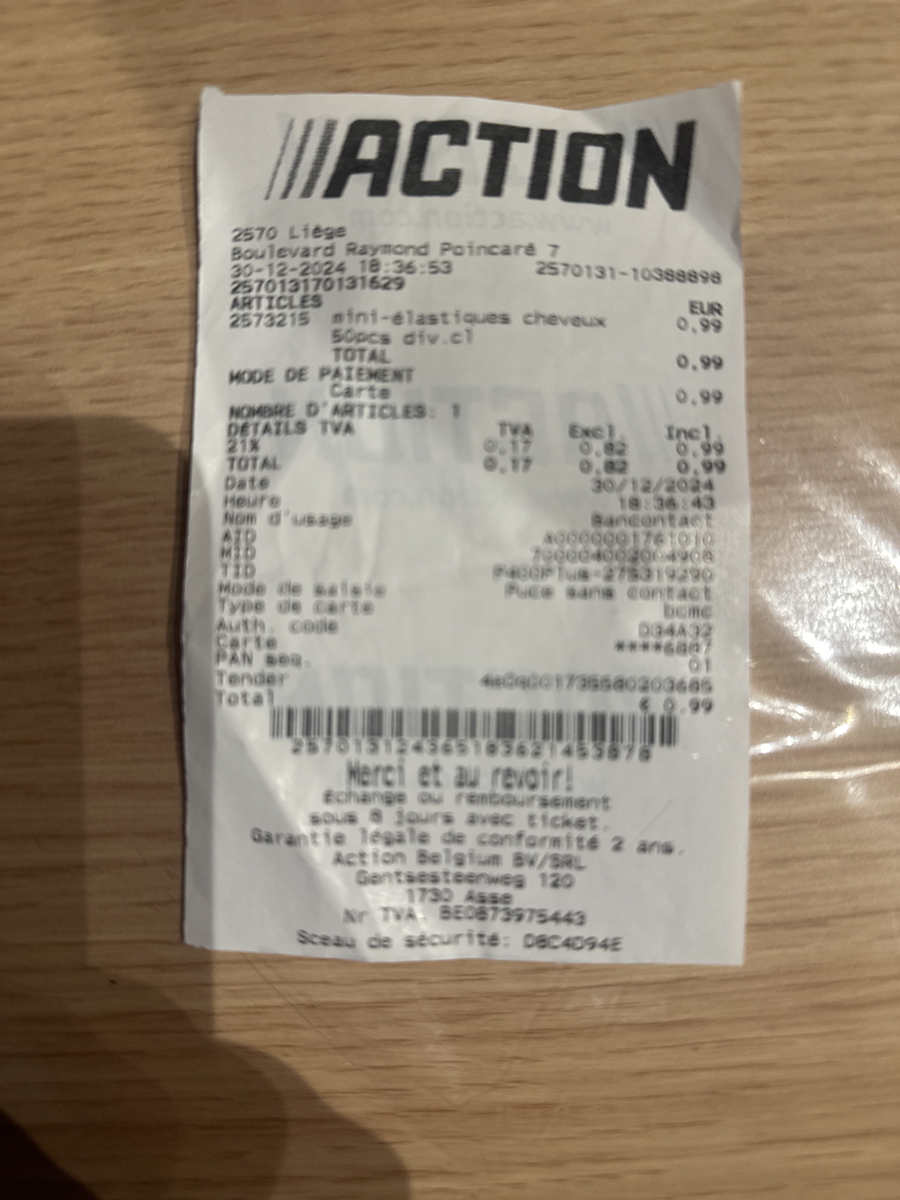 ACTION
2570 Liège
Boulevard Raymond Poincaré 7
30-12-2024 18:36:53 2570131-10388898
257013170131629
ARTICLES EUR
2573215 mini-élastiques cheveux 0,99
50pcs div.cl
TOTAL 0,99
MODE DE PAIEMENT
Carte 0,99
NOMBRE D'ARTICLES: 1
DÉTAILS TVA TVA Excl. Incl.
21% 0,17 0,82 0,99
TOTAL 0,17 0,82 0,99
Date 30/12/2024
Heure 18:36:43
Nom d'usage Bancontact
AID
MID
TID
Mode de saisie Puce sans contact
Type de carte bcmc
Auth. code
Carte
PAN seq. 01
Tender
Total € 0.99
Merci et au revoir!
Échange ou remboursement
sous 8 jours avec ticket.
Garantie légale de conformité 2 ans.
Action Belgium BV/SRL
Gentsesteenweg 120
1730 Asse
Nr TVA: BE0873975443
Sceau de sécurité: D8C4D94E